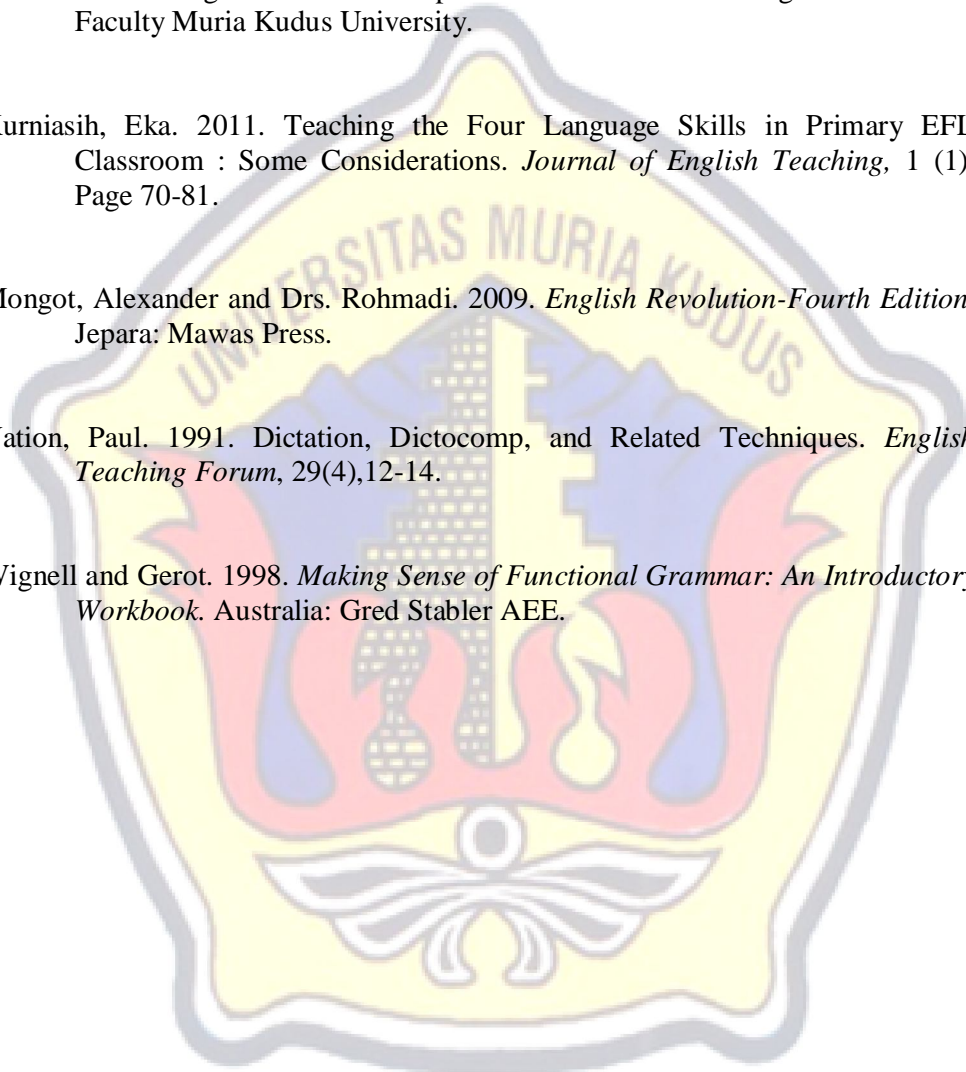 Faculty Muria Kudus University.
urniasih, Eka. 2011. Teaching the Four Language Skills in Primary EFL
Classroom : Some Considerations. Journal of English Teaching, 1 (1)
Page 70-81.
UNIVERSITAS MURIA KUDUS
Mongot, Alexander and Drs. Rohmadi. 2009. English Revolution-Fourth Edition
Jepara: Mawas Press.
ation, Paul. 1991. Dictation, Dictocomp, and Related Techniques. English
Teaching Forum, 29(4),12-14.
Wignell and Gerot. 1998. Making Sense of Functional Grammar: An Introductory
Workbook. Australia: Gred Stabler AEE.